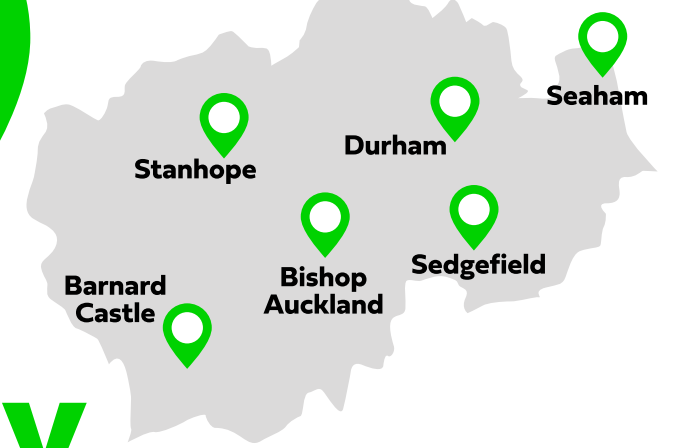 Seaham
Durham
Stanhope
Sedgefield
Bishop
Auckland
Barnard
Castle